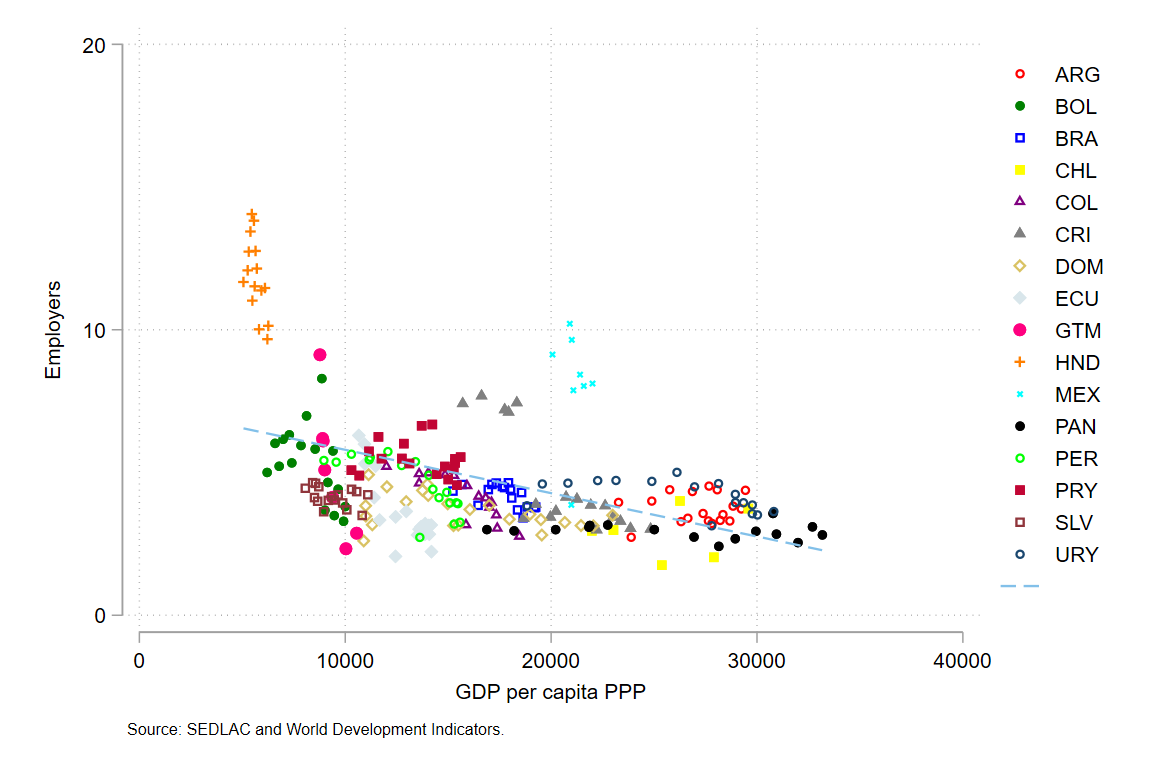 20
10
0
Employers
0
10000
20000
30000
40000
GDP per capita PPP
ARG
BOL
BRA
CHL
COL
CRI
DOM
ECU
GTM
HND
MEX
PAN
PER
PRY
SLV
URY
Source: SEDLAC and World Development Indicators.